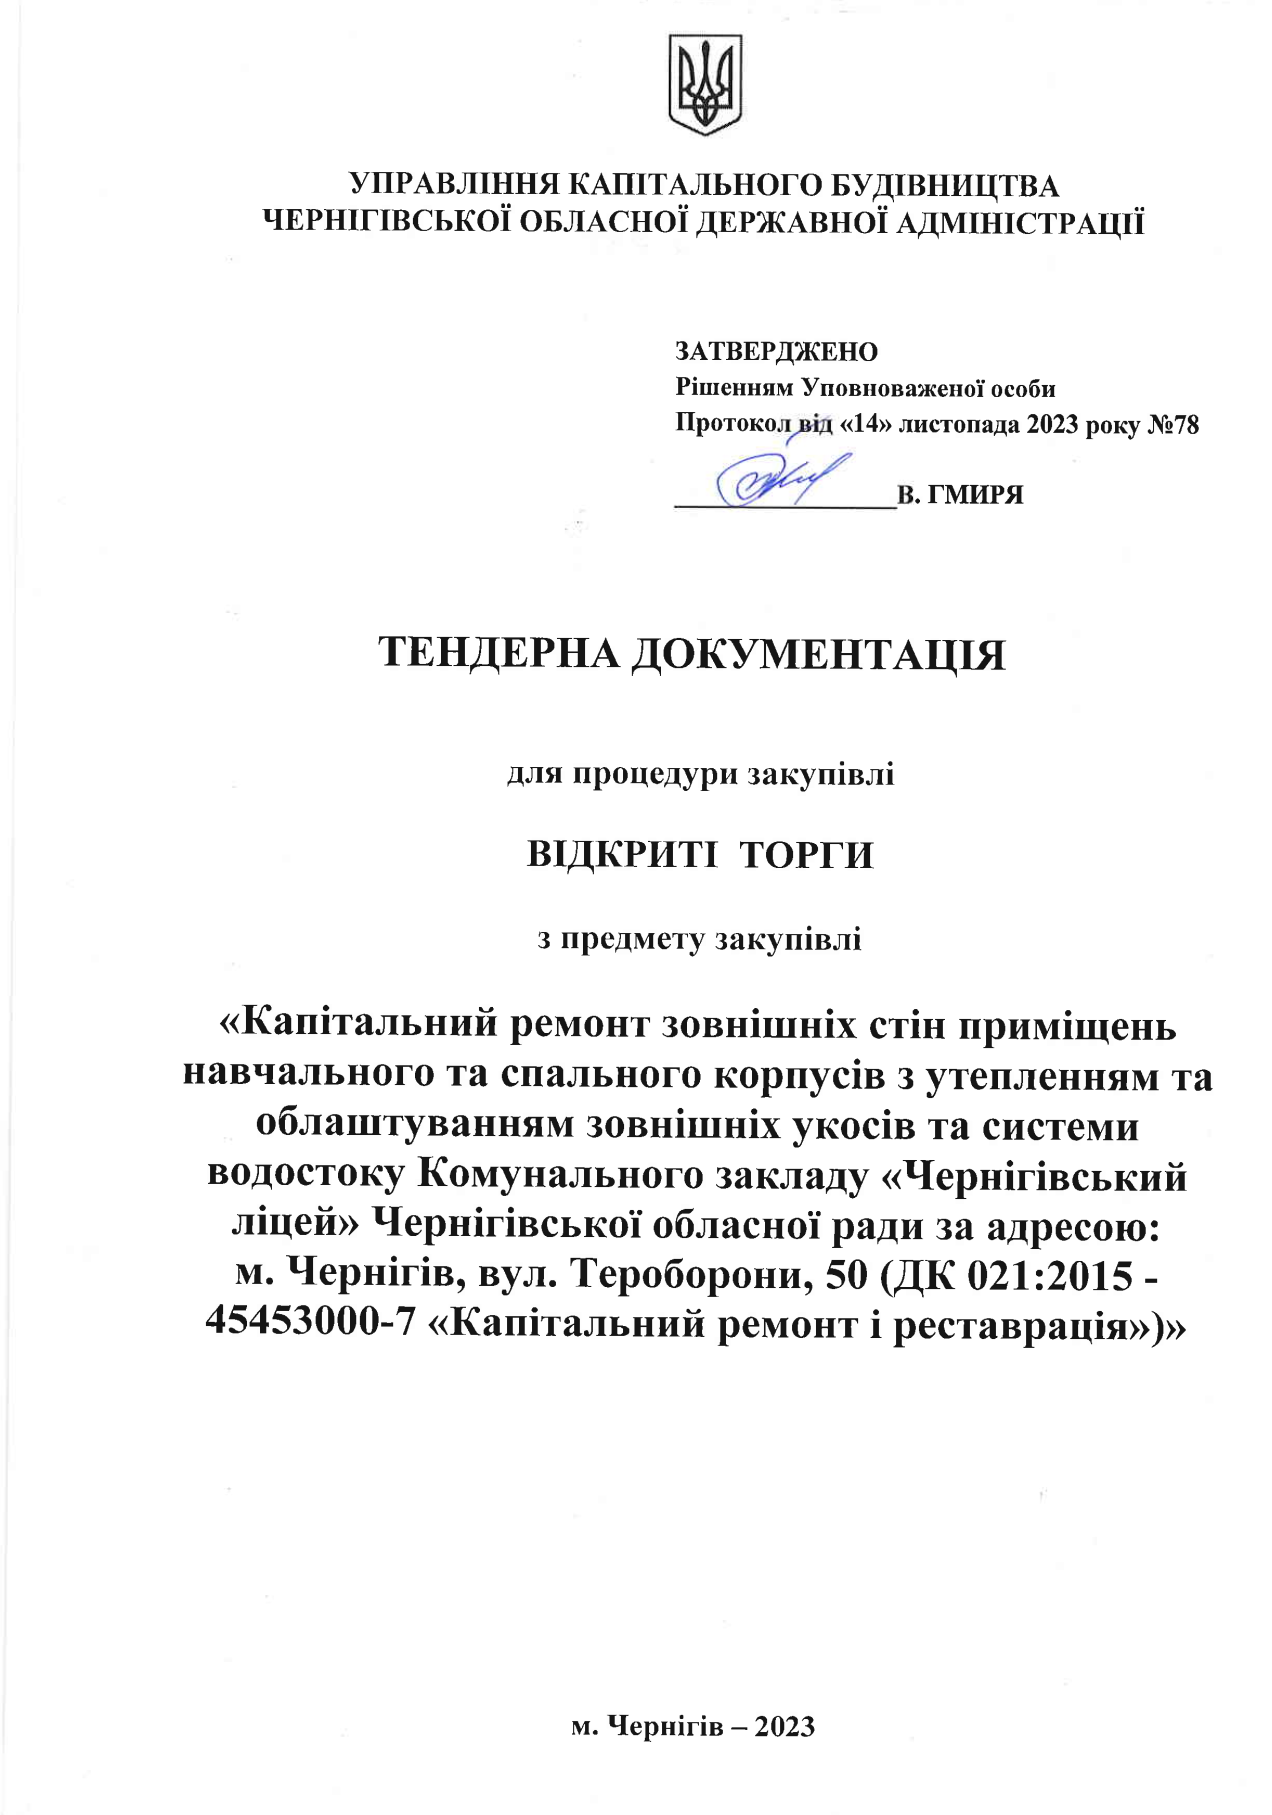 УПРАВЛІННЯ КАПІТАЛЬНОГО БУДІВНИЦТВА
ЧЕРНІГІВСЬКОЇ ОБЛАСНОЇ ДЕРЖАВНОЇ АДМІНІСТРАЦІЇ
ЗАТВЕРДЖЕНО
Рішенням Уповноваженої особи
Протокол від «14» листопада 2023 року №78
В. ГМИРЯ
ТЕНДЕРНА ДОКУМЕНТАЦІЯ
для процедури закупівлі
ВІДКРИТІ ТОРГИ
з предмету закупівлі
«Капітальний ремонт зовнішніх стін приміщень
навчального та спального корпусів з утепленням та
облаштуванням зовнішніх укосів та системи
водостоку Комунального закладу «Чернігівський
ліцей» Чернігівської обласної ради за адресою:
м. Чернігів, вул. Тероборони, 50 (ДК 021:2015 -
45453000-7 «Капітальний ремонт і реставрація»)»
м. Чернігів – 2023